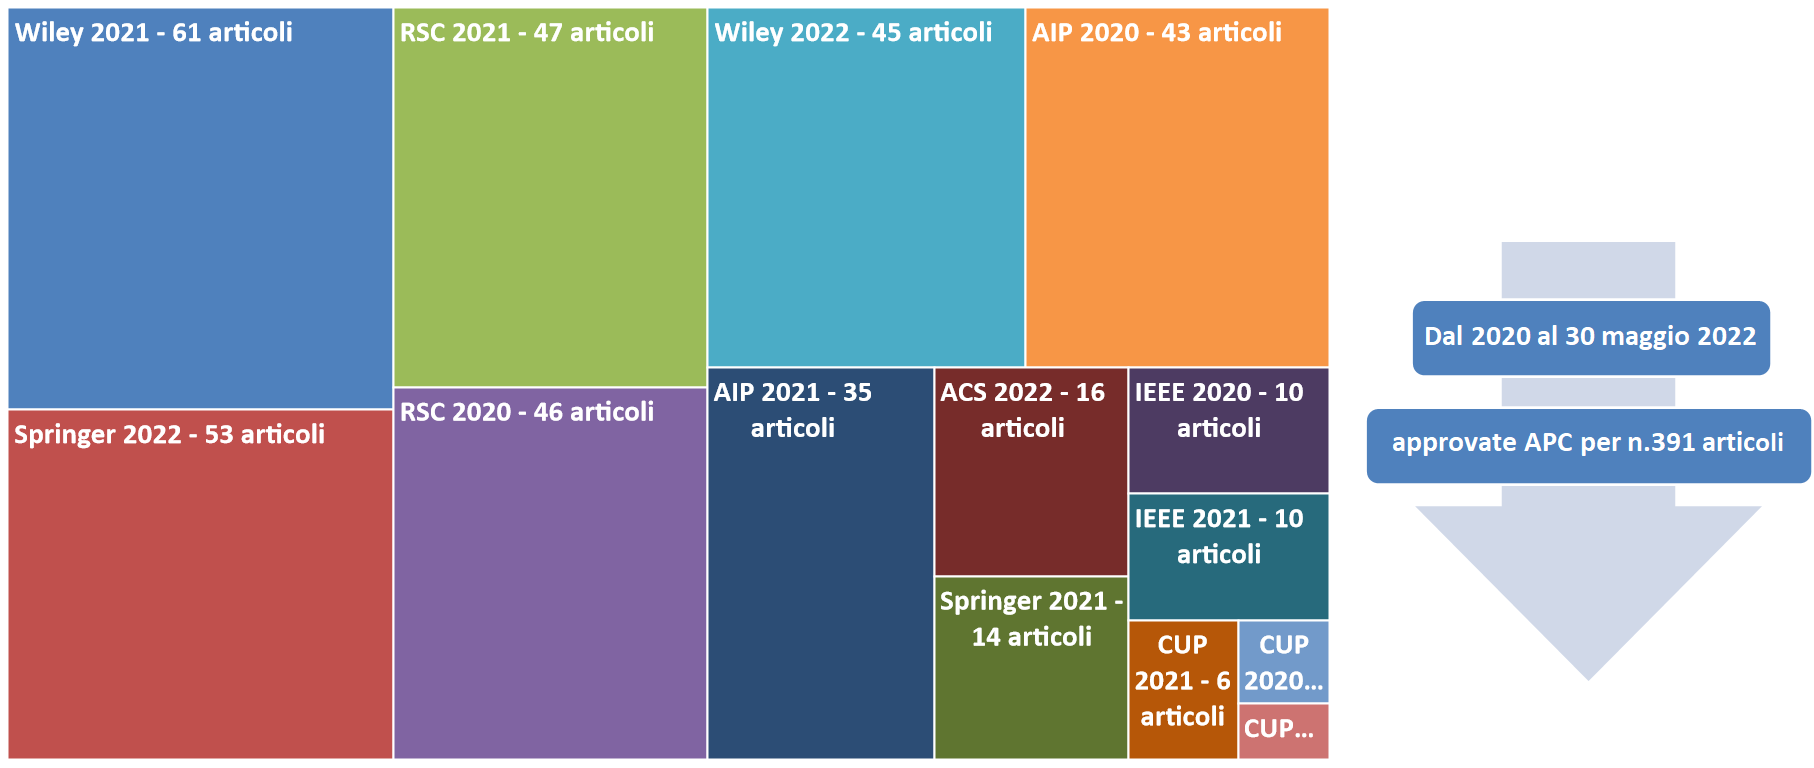 Wiley 2021 - 61 articoli
RSC 2021 - 47 articoli
Wiley 2022 - 45 articoli
AIP 2020 - 43 articoli
Springer 2022 - 53 articoli
RSC 2020 - 46 articoli
AIP 2021 - 35
articoli
ACS 2022 - 16
articoli
IEEE 2020 - 10
articoli
IEEE 2021 - 10
articoli
Springer 2021 -
14 articoli
CUP
2021 - 6
articoli
CUP
2020...
CUP...
Dal 2020 al 30 maggio 2022
approvate APC per n.391 articoli